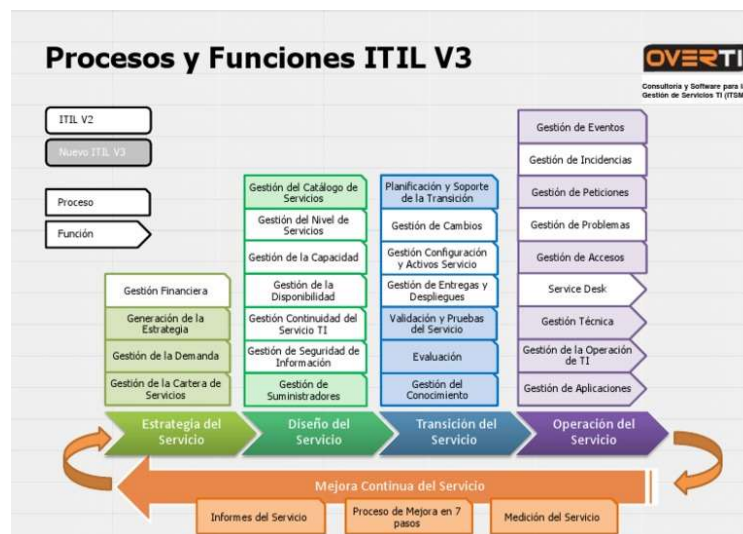 Procesos y Funciones ITIL V3
OVERTI
Consultoría y Software para
Gestión de Servicios TI (ITSM
ITIL V2
Nuevo ITIL V3
Proceso
Función
Gestión Financiera
Generación de la
Estrategia
Gestión de la Demanda
Gestión de la Cartera de
Servicios
Gestión del Catálogo de
Servicios
Gestión del Nivel de
Servicios
Gestión de la Capacidad
Gestión de la
Disponibilidad
Gestión Continuidad del
Servicio TI
Gestión de Seguridad de
Información
Gestión de
Suministradores
Planificación y Soporte
de la Transición
Gestión de Cambios
Gestión Configuración
y Activos Servicio
Gestión de Entregas y
Despliegues
Validación y Pruebas
del Servicio
Evaluación
Gestión del
Conocimiento
Gestión de Eventos
Gestión de Incidencias
Gestión de Peticiones
Gestión de Problemas
Gestión de Accesos
Service Desk
Gestión Técnica
Gestión de la Operación
de TI
Gestión de Aplicaciones
Estrategia del
Servicio
Diseño del
Servicio
Transición del
Servicio
Operación del
Servicio
Mejora Continua del Servicio
Informes del Servicio
Proceso de Mejora en 7
pasos
Medición del Servicio